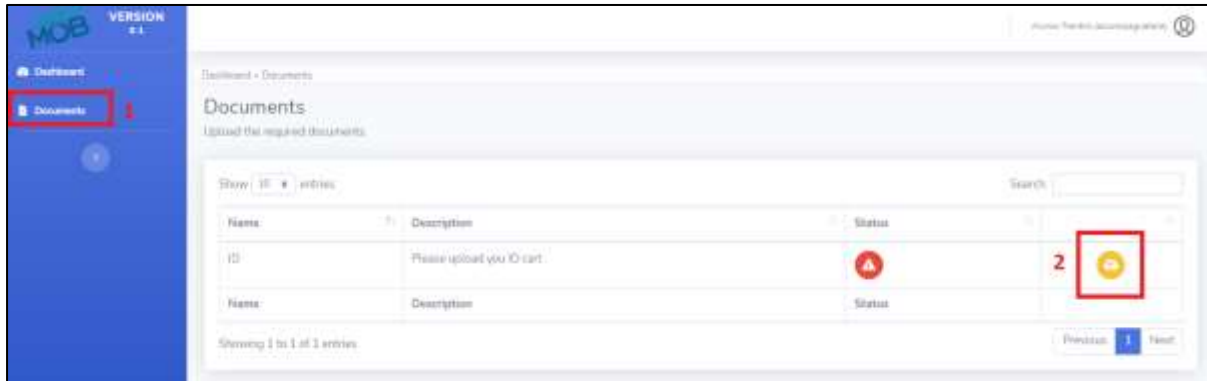 MOB
VERSION
0.1
Dashboard
Documents
1
Dashboard » Documents
Documents
Upload the required documents.
Show 10 entries
Search:
Name Description Status
ID Please upload you ID cart
2
Name Description Status
Showing 1 to 1 of 1 entries
Previous 1 Next